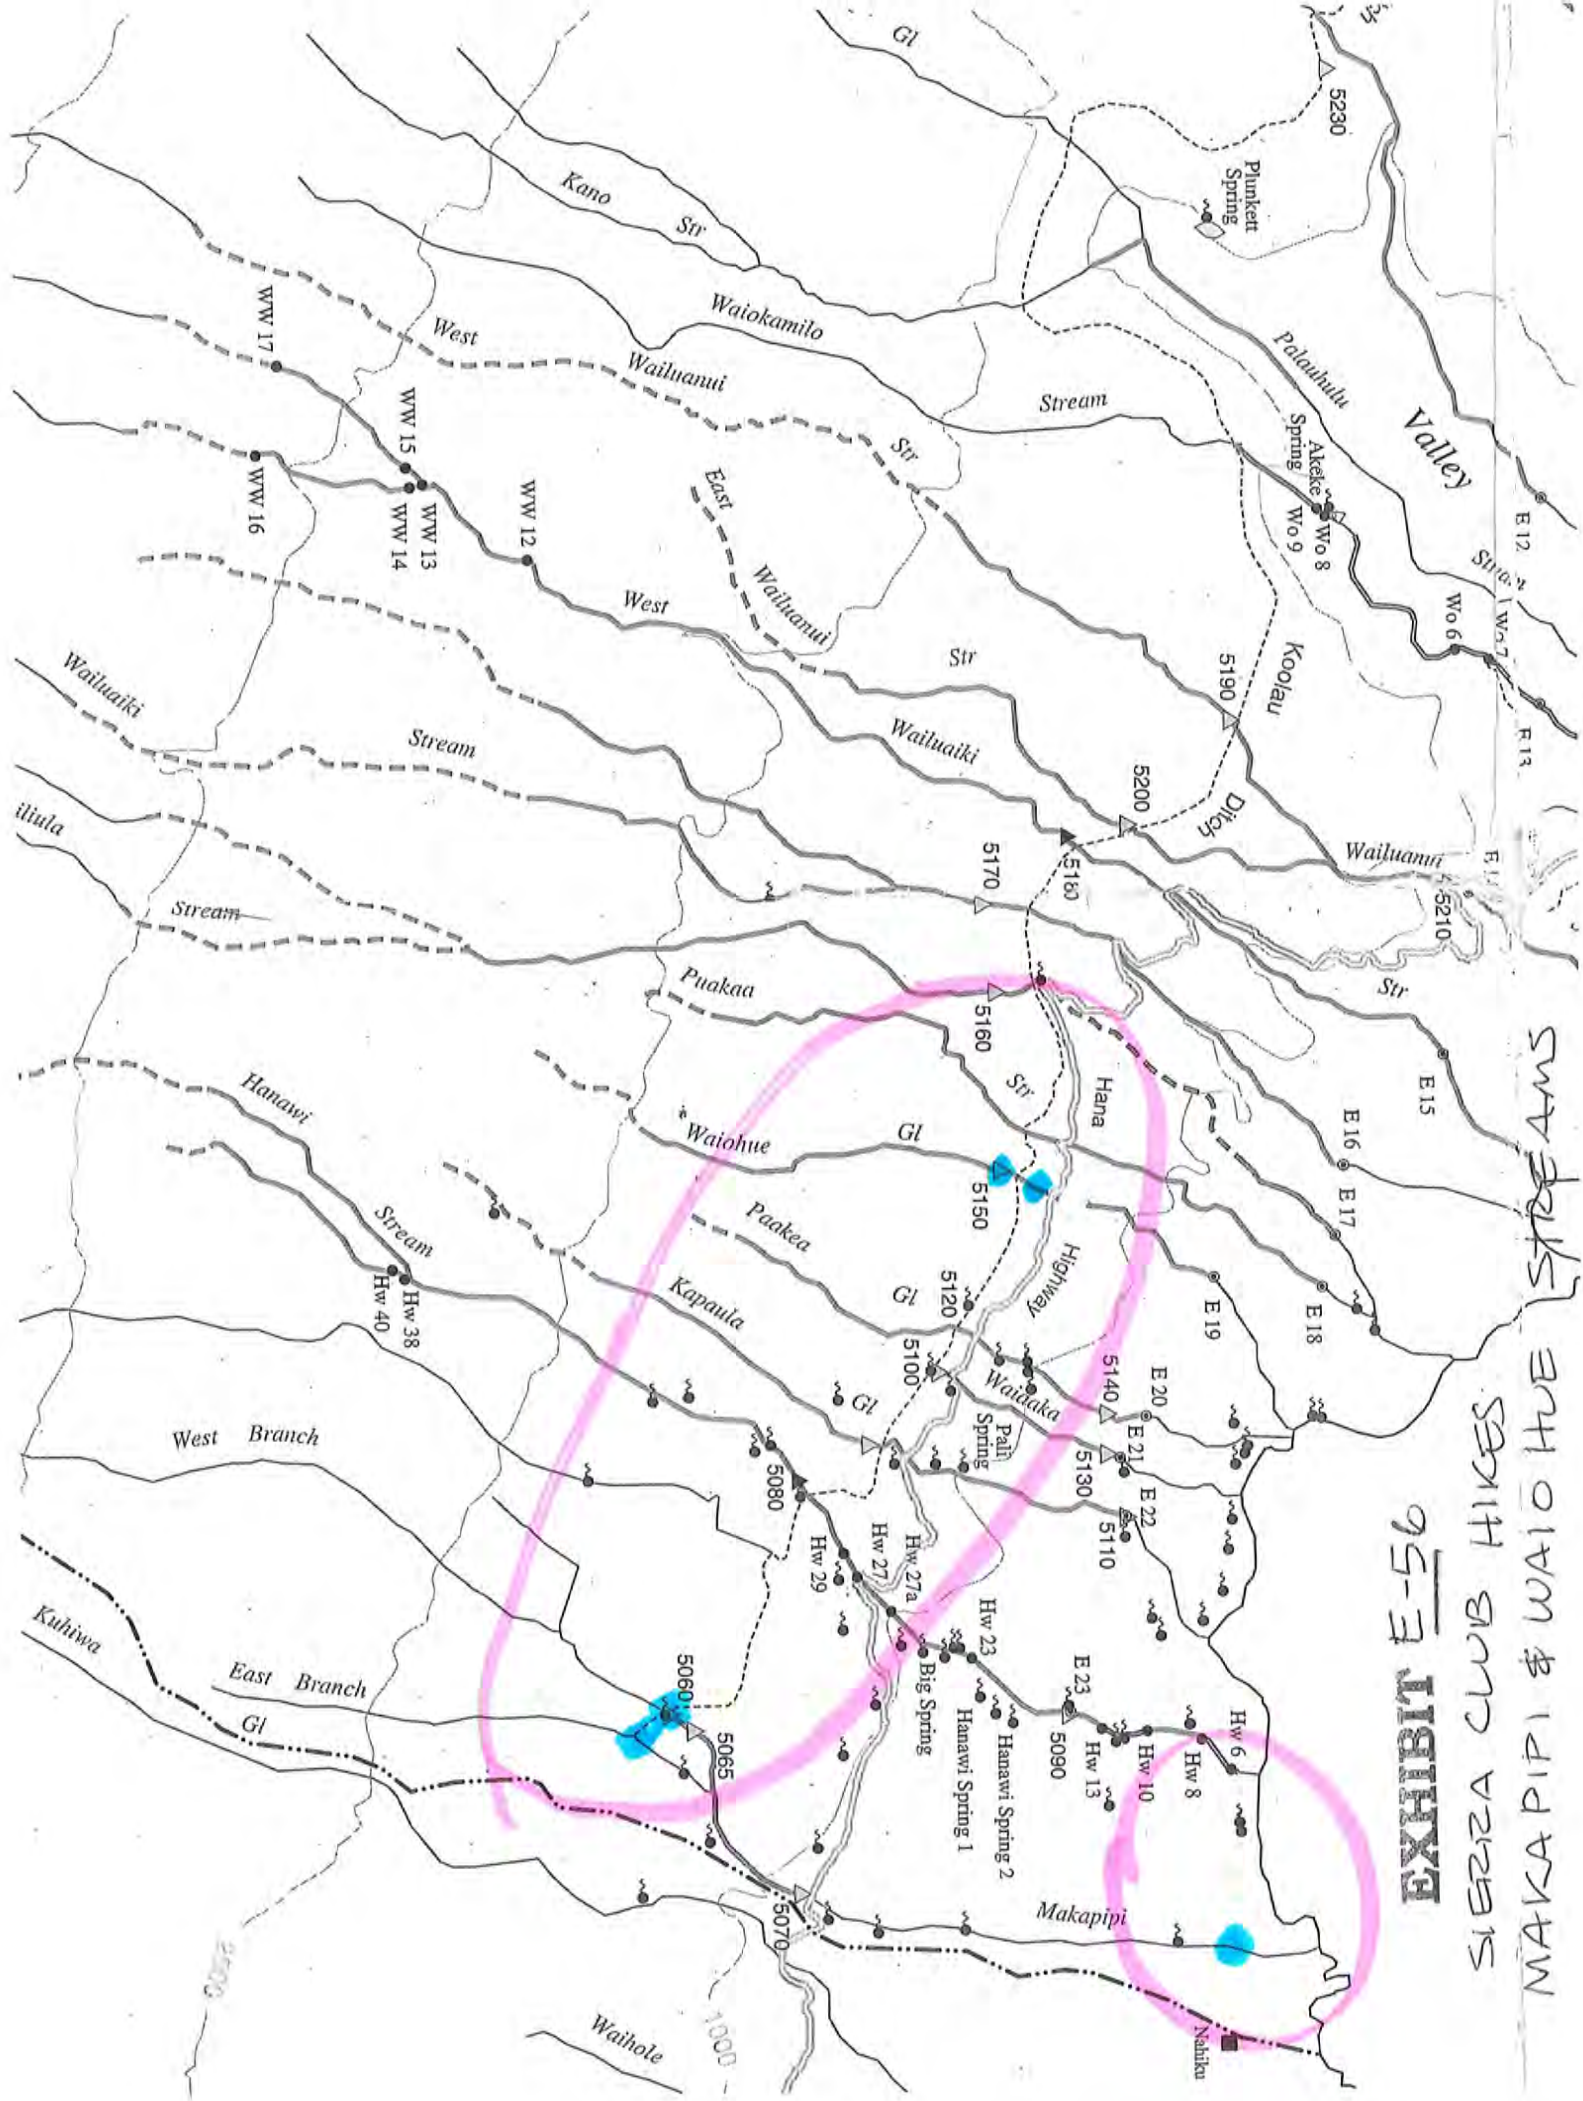 MAKAPIPI & WAIOHUE STREAMS
SIERRA CLUB HIKES
EXHIBIT E-56
Gl
5230
Plunkett
Spring
Kano
Str
Waiokamilo
Stream
Palauhulu
Valley
E 12
Akeke
Spring
Wo 8
Wo 9
Wo 6
Wo 7
E 13
WW 17
West
Wailuanui
Str
WW 15
WW 13
WW 14
WW 16
WW 12
East
Wailuanui
West
Wailuaiki
Str
5190
Koolau
Ditch
5200
5180
5170
Wailuanui
5210
Str
Wailuaiki
Stream
iliula
Stream
Puakaa
Str
5160
Hana
Highway
E 15
E 16
E 17
E 18
E 19
Hanawi
Stream
Waiohue
Gl
5150
Paakea
Gl
5120
5100
Waiaaka
5140
E 20
E 21
Pali
Spring
5130
E 22
5110
Kapaula
Gl
Hw 40
Hw 38
5080
Hw 29
Hw 27
Hw 27a
Hw 23
Big Spring
Hanawi Spring 1
Hanawi Spring 2
E 23
5090
Hw 13
Hw 10
Hw 8
Hw 6
West Branch
East Branch
Kuhiwa
Gl
5060
5065
5070
Makapipi
Nahiku
Waihole
1000